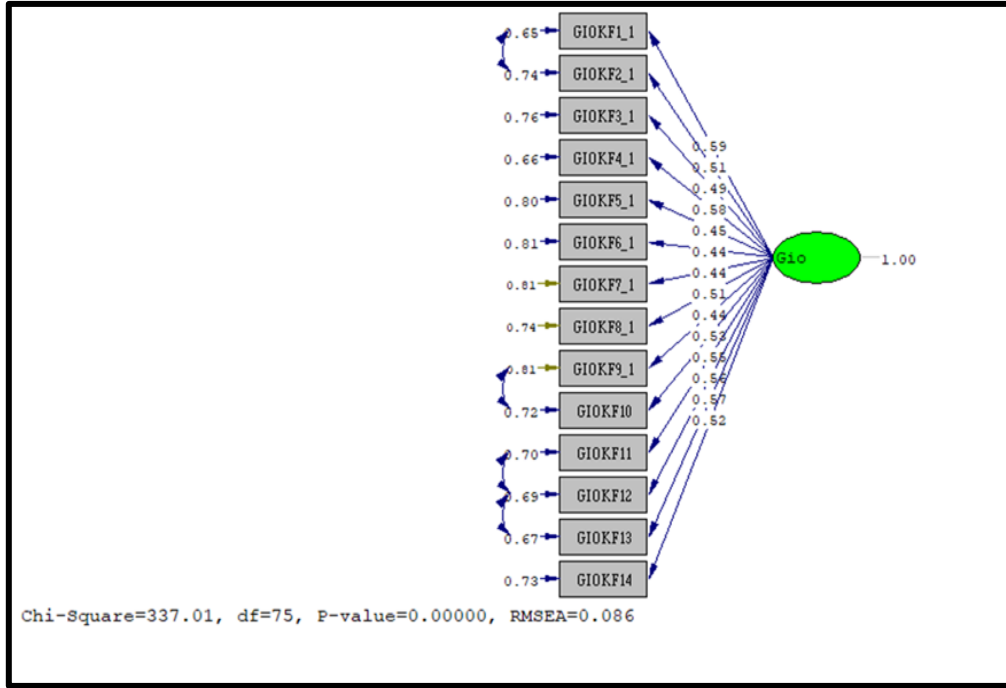 0.65 GIOKF1_1
0.74 GIOKF2_1
0.76 GIOKF3_1
0.66 GIOKF4_1
0.80 GIOKF5_1
0.81 GIOKF6_1
0.81 GIOKF7_1
0.74 GIOKF8_1
0.81 GIOKF9_1
0.72 GIOKF10
0.70 GIOKF11
0.69 GIOKF12
0.67 GIOKF13
0.73 GIOKF14
0.59
0.51
0.49
0.58
0.45
0.44
0.44
0.51
0.44
0.53
0.55
0.56
0.57
0.52
Gio 1.00
Chi-Square=337.01, df=75, P-value=0.00000, RMSEA=0.086